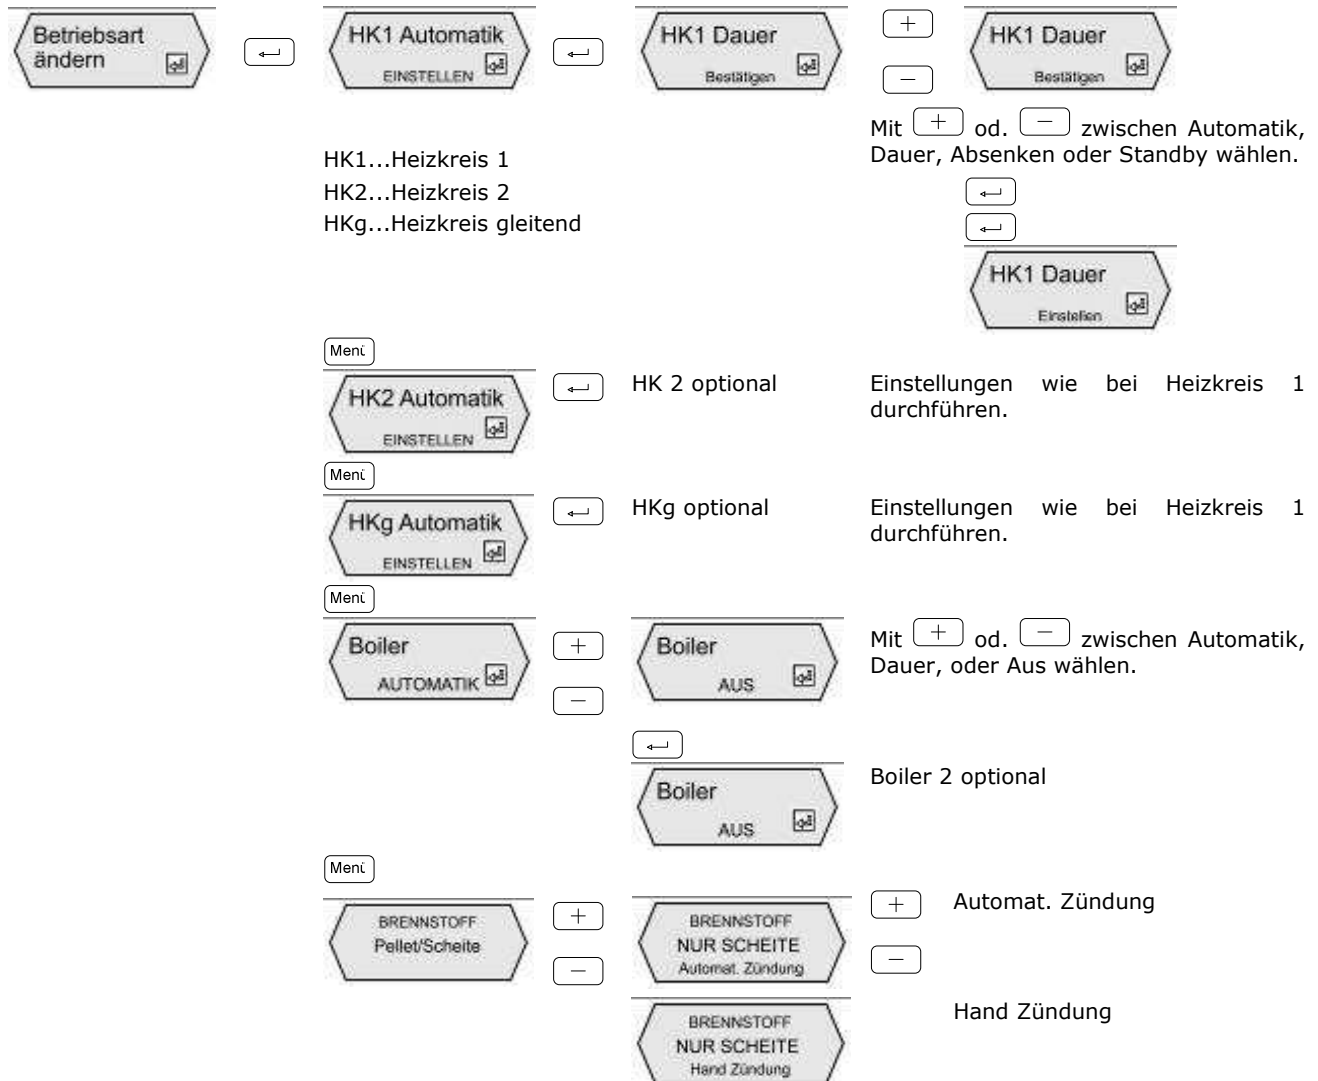 Betriebsart
ändern
HK1 Automatik
EINSTELLEN
HK1 Dauer
Bestätigen
+
−
HK1 Dauer
Bestätigen
Mit + od. − zwischen Automatik,
Dauer, Absenken oder Standby wählen.
HK1...Heizkreis 1
HK2...Heizkreis 2
HKg...Heizkreis gleitend
HK1 Dauer
Einstellen
Menü
HK2 Automatik
EINSTELLEN
HK 2 optional
Einstellungen wie bei Heizkreis 1
durchführen.
Menü
HKg Automatik
EINSTELLEN
HKg optional
Einstellungen wie bei Heizkreis 1
durchführen.
Menü
Boiler
AUTOMATIK
+
−
Boiler
AUS
Mit + od. − zwischen Automatik,
Dauer, oder Aus wählen.
Boiler
AUS
Boiler 2 optional
Menü
BRENNSTOFF
Pellet/Scheite
+
−
BRENNSTOFF
NUR SCHEITE
Automat. Zündung
+
−
Automat. Zündung
BRENNSTOFF
NUR SCHEITE
Hand Zündung
Hand Zündung